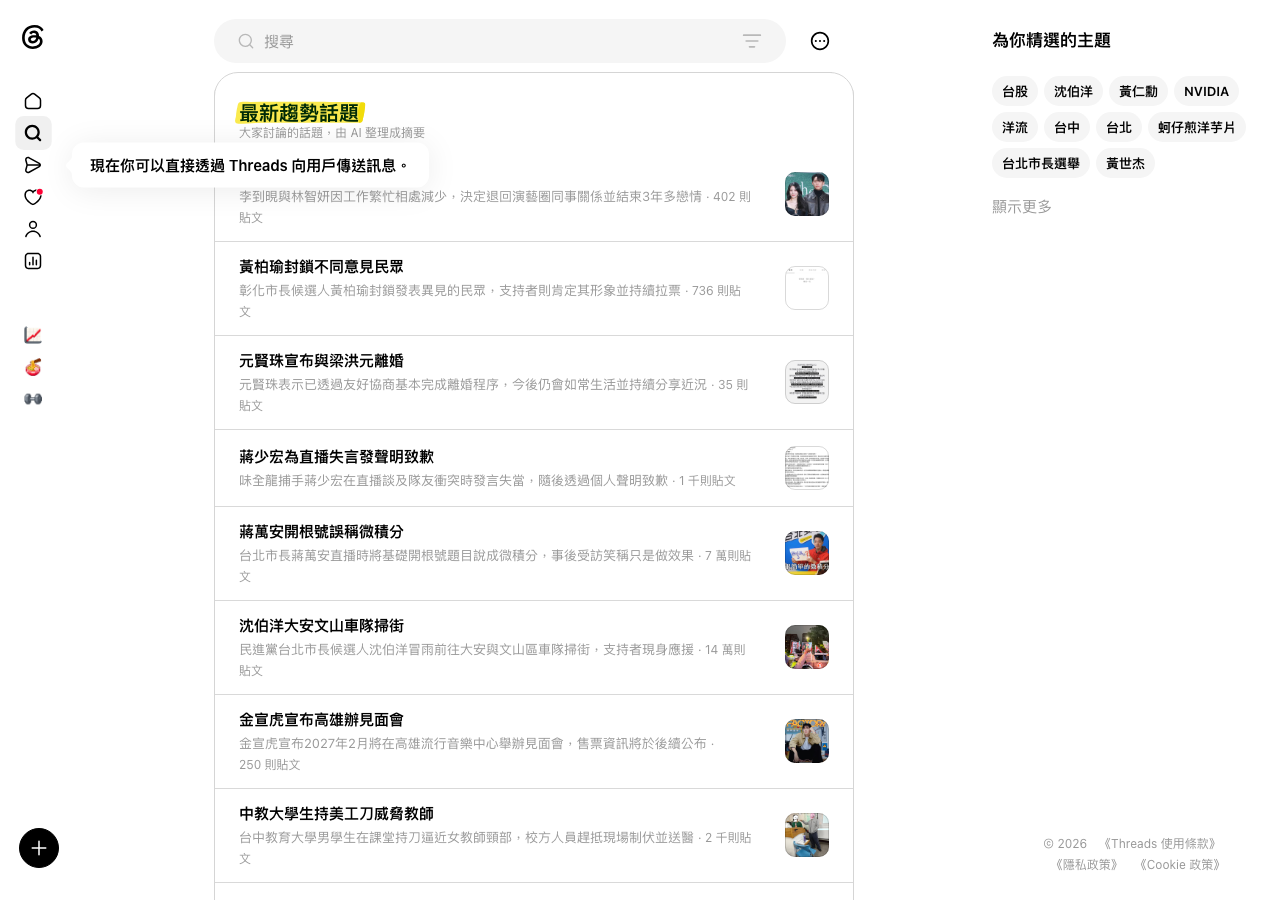 搜尋
最新趨勢話題
大家討論的話題，由 AI 整理成摘要
現在你可以直接透過 Threads 向用戶傳送訊息。
李到晛與林智妍因工作繁忙相處減少，決定退回演藝圈同事關係並結束3年多戀情 · 402 則
貼文
黃柏瑜封鎖不同意見民眾
彰化市長候選人黃柏瑜封鎖發表異見的民眾，支持者則肯定其形象並持續拉票 · 736 則貼
文
元賢珠宣布與梁洪元離婚
元賢珠表示已透過友好協商基本完成離婚程序，今後仍會如常生活並持續分享近況 · 35 則
貼文
蔣少宏為直播失言發聲明致歉
味全龍捕手蔣少宏在直播談及隊友衝突時發言失當，隨後透過個人聲明致歉 · 1 千則貼文
蔣萬安開根號誤稱微積分
台北市長蔣萬安直播時將基礎開根號題目說成微積分，事後受訪笑稱只是做效果 · 7 萬則貼
文
沈伯洋大安文山車隊掃街
民進黨台北市長候選人沈伯洋冒雨前往大安與文山區車隊掃街，支持者現身應援 · 14 萬則
貼文
金宣虎宣布高雄辦見面會
金宣虎宣布2027年2月將在高雄流行音樂中心舉辦見面會，售票資訊將於後續公布 ·
250 則貼文
中教大學生持美工刀威脅教師
台中教育大學男學生在課堂持刀逼近女教師頸部，校方人員趕抵現場制伏並送醫 · 2 千則貼
文
為你精選的主題
台股 沈伯洋 黃仁勳 NVIDIA
洋流 台中 台北 蚵仔煎洋芋片
台北市長選舉 黃世杰
顯示更多
© 2026 《Threads 使用條款》
《隱私政策》 《Cookie 政策》